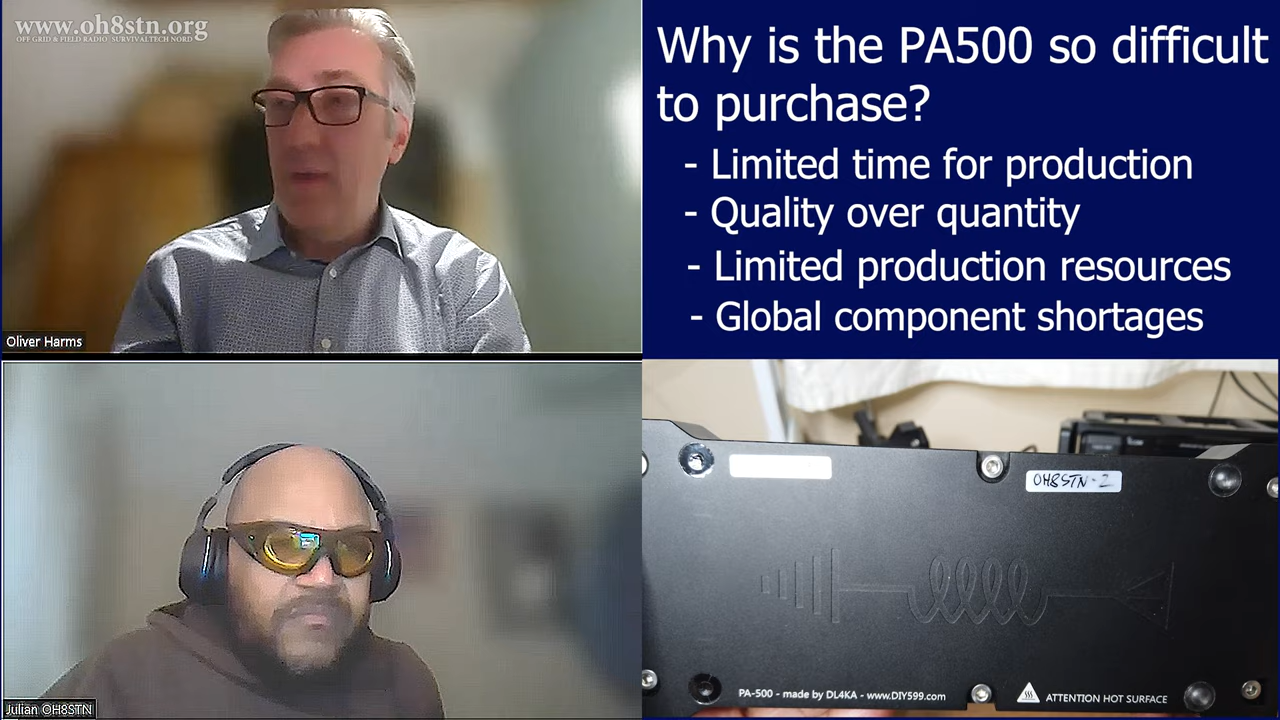 www.oh8stn.org
OFF GRID & FIELD RADIO SURVIVALTECH NORD
Oliver Harms
Why is the PA500 so difficult
to purchase?
- Limited time for production
- Quality over quantity
- Limited production resources
- Global component shortages
Julian OH8STN
OH8STN-2
PA-500 - made by DL4KA - www.DIY599.com
ATTENTION HOT SURFACE